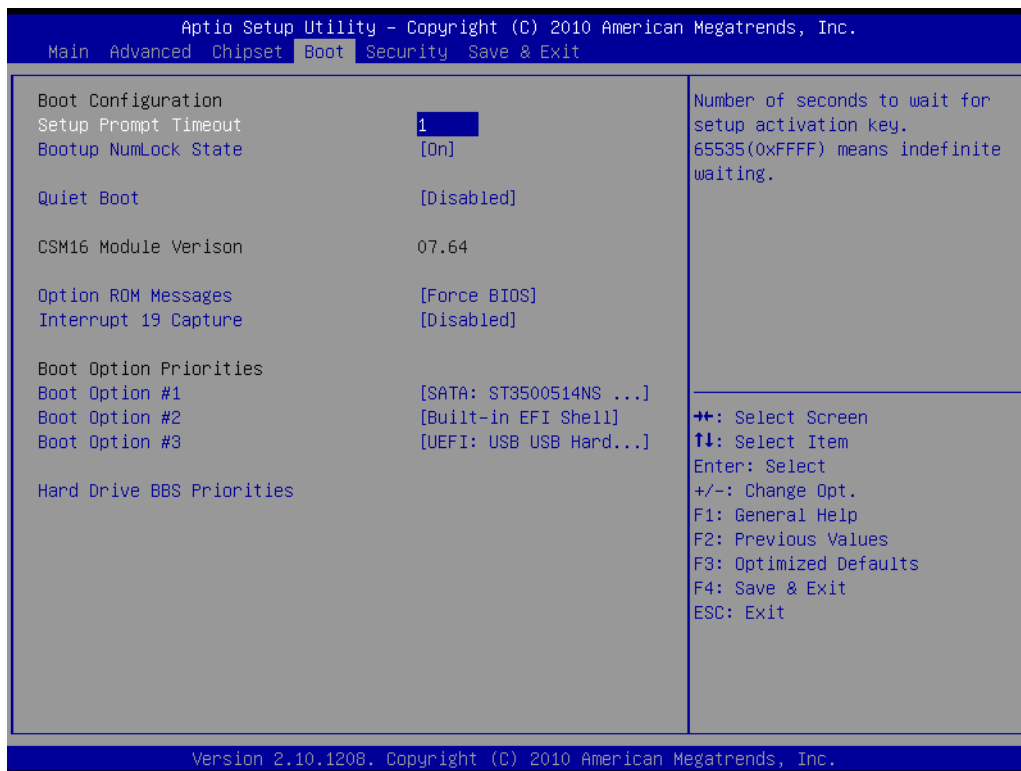 Aptio Setup Utility – Copyright (C) 2010 American Megatrends, Inc.
Main Advanced Chipset Boot Security Save & Exit
Boot Configuration
Setup Prompt Timeout 1
Bootup NumLock State [On]
Quiet Boot [Disabled]
CSM16 Module Verison 07.64
Option ROM Messages [Force BIOS]
Interrupt 19 Capture [Disabled]
Boot Option Priorities
Boot Option #1 [SATA: ST3500514NS ...]
Boot Option #2 [Built-in EFI Shell]
Boot Option #3 [UEFI: USB USB Hard...]
Hard Drive BBS Priorities
Number of seconds to wait for
setup activation key.
65535(0xFFFF) means indefinite
waiting.
→←: Select Screen
↑↓: Select Item
Enter: Select
+/-: Change Opt.
F1: General Help
F2: Previous Values
F3: Optimized Defaults
F4: Save & Exit
ESC: Exit
Version 2.10.1208. Copyright (C) 2010 American Megatrends, Inc.